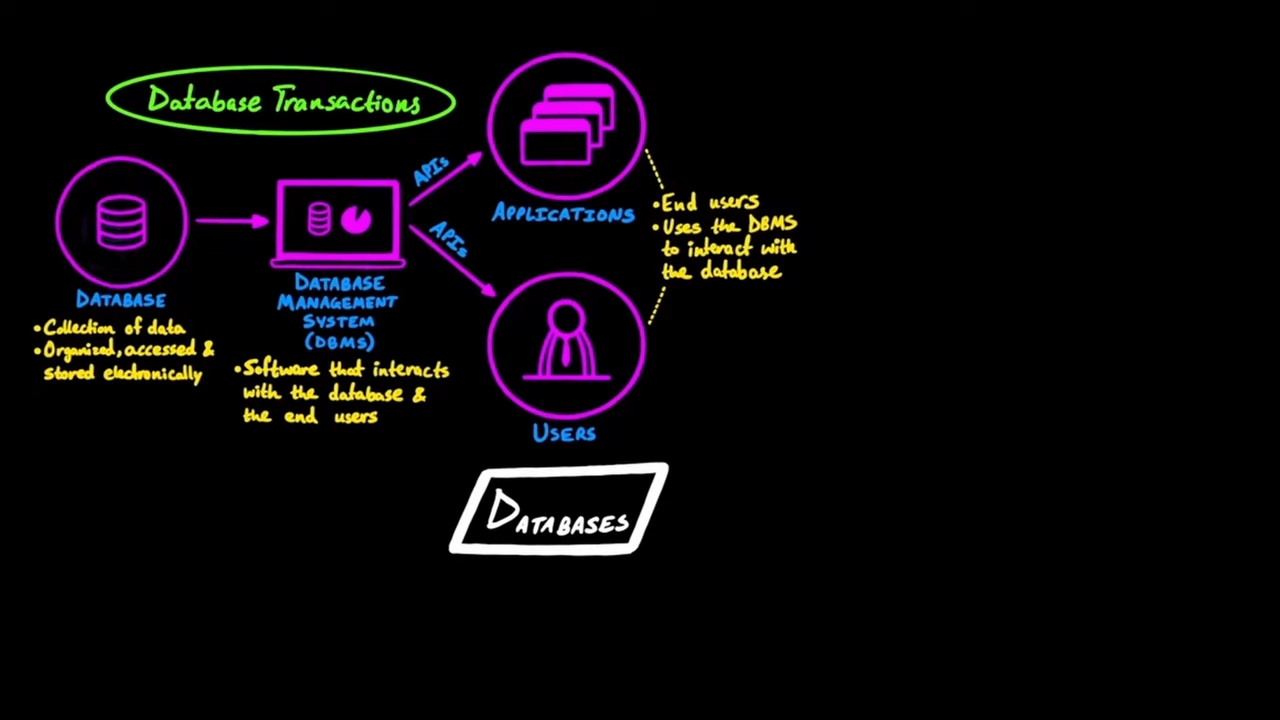 Database Transactions
DATABASE
• Collection of data
• Organized, accessed &
stored electronically
DATABASE
MANAGEMENT
SYSTEM
(DBMS)
• Software that interacts
with the database &
the end users
APIs
APIs
APPLICATIONS
USERS
• End users
• Uses the DBMS
to interact with
the database
DATABASES